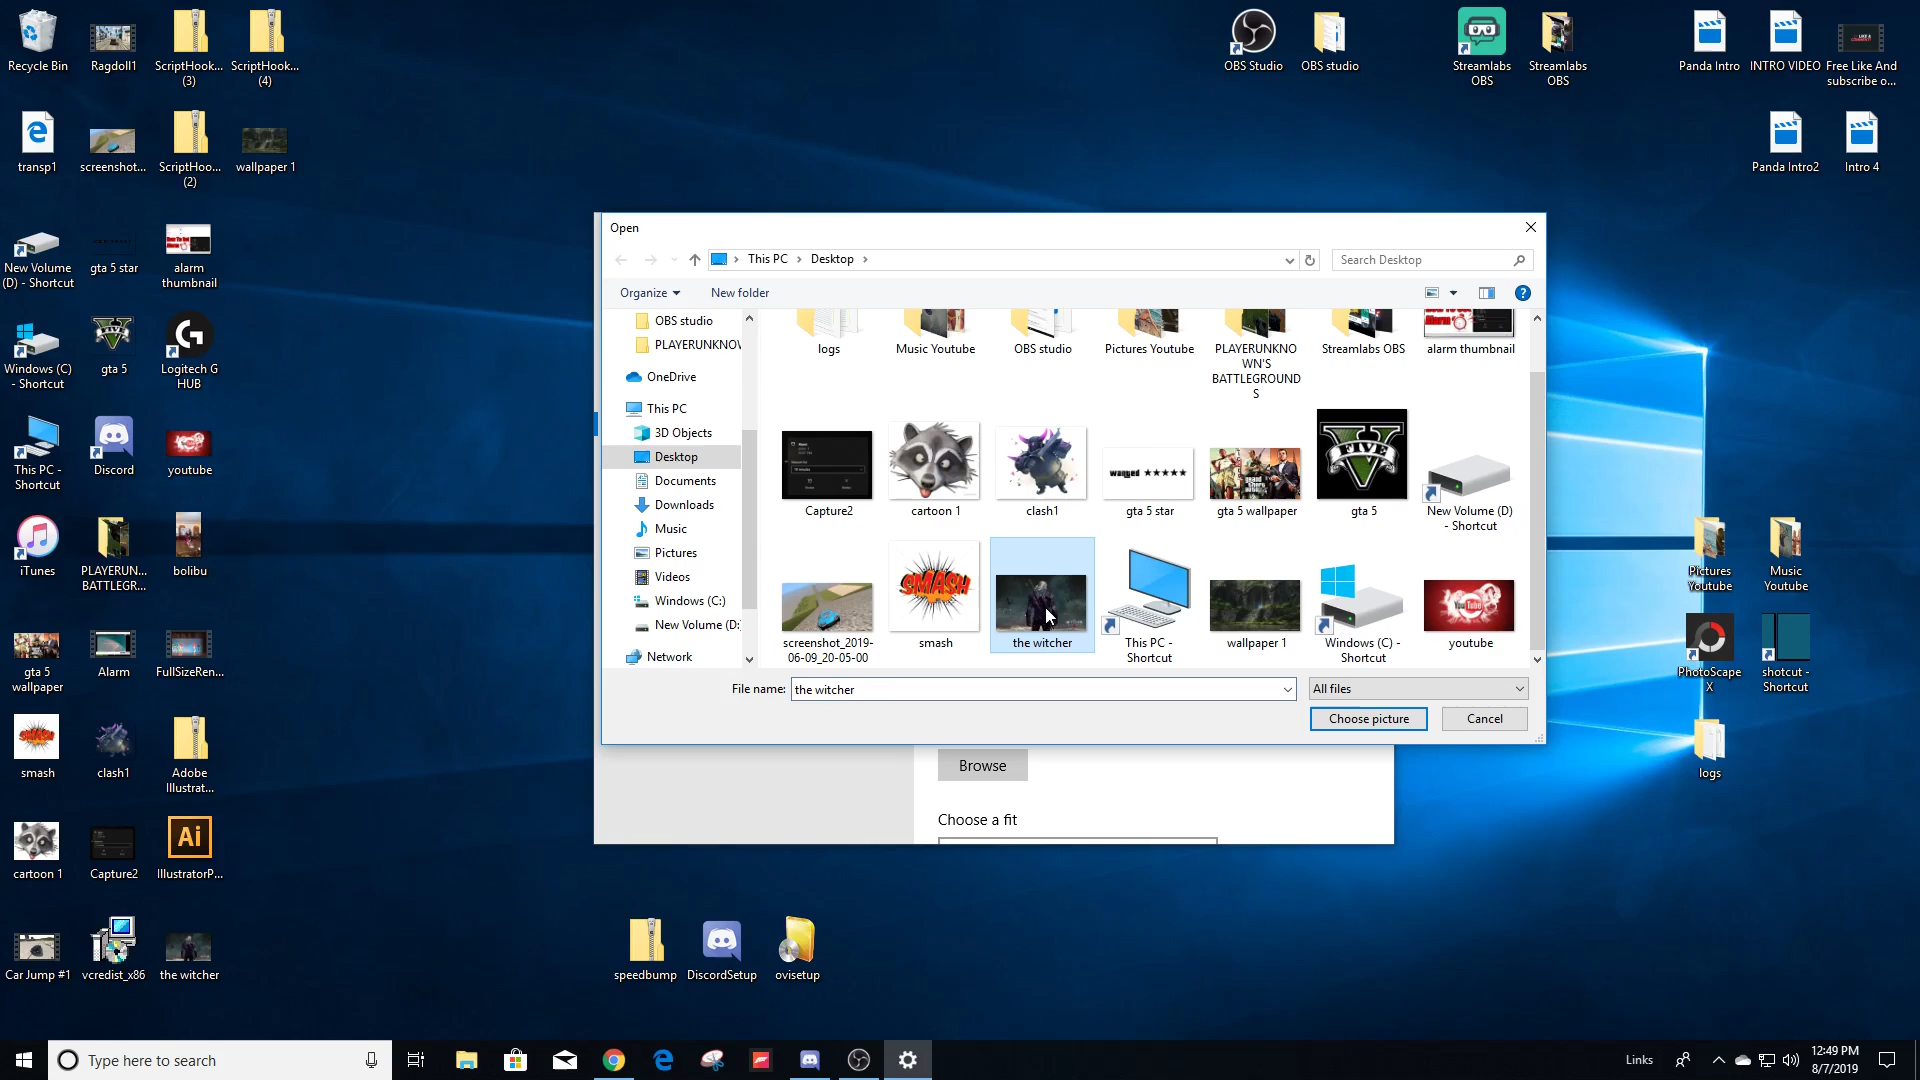 Recycle Bin
Ragdoll1
ScriptHook...
(3)
ScriptHook...
(4)
OBS Studio
OBS studio
Streamlabs
OBS
Streamlabs
OBS
Panda Intro
INTRO VIDEO
Free Like And
subscribe o...
transp1
screenshot...
ScriptHoo...
(2)
wallpaper 1
Panda Intro2
Intro 4
New Volume
(D) - Shortcut
gta 5 star
alarm
thumbnail
Windows (C)
- Shortcut
gta 5
Logitech G
HUB
This PC -
Shortcut
Discord
youtube
iTunes
PLAYERUN...
BATTLEGR...
bolibu
gta 5
wallpaper
Alarm
FullSizeRen...
smash
clash1
Adobe
Illustrat...
cartoon 1
Capture2
Ai
IllustratorP...
Car Jump #1
vcredist_x86
the witcher
speedbump
DiscordSetup
ovisetup
Pictures
Youtube
Music
Youtube
PhotoScape
X
shotcut -
Shortcut
logs
Open
This PC
Desktop
Search Desktop
Organize
New folder
OBS studio
PLAYERUNKNOW
OneDrive
This PC
3D Objects
Desktop
Documents
Downloads
Music
Pictures
Videos
Windows (C:)
New Volume (D:
Network
logs
Music Youtube
OBS studio
Pictures Youtube
PLAYERUNKNO
WN'S
BATTLEGROUND
S
Streamlabs OBS
alarm thumbnail
wanted ★★★★★
FIVE
Capture2
cartoon 1
clash1
gta 5 star
gta 5 wallpaper
gta 5
New Volume (D)
- Shortcut
SMASH
YouTube
screenshot_2019-
06-09_20-05-00
smash
the witcher
This PC -
Shortcut
wallpaper 1
Windows (C) -
Shortcut
youtube
File name:
the witcher
All files
Choose picture
Cancel
Browse
Choose a fit
Type here to search
Links
12:49 PM
8/7/2019